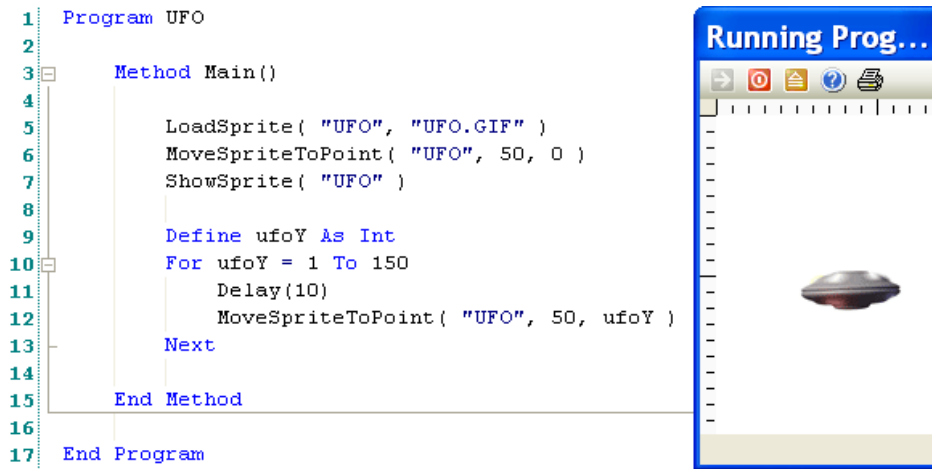 1 Program UFO
2
3 Method Main()
4
5 LoadSprite( "UFO", "UFO.GIF" )
6 MoveSpriteToPoint( "UFO", 50, 0 )
7 ShowSprite( "UFO" )
8
9 Define ufoY As Int
10 For ufoY = 1 To 150
11 Delay(10)
12 MoveSpriteToPoint( "UFO", 50, ufoY )
13 Next
14
15 End Method
16
17 End Program
Running Prog...